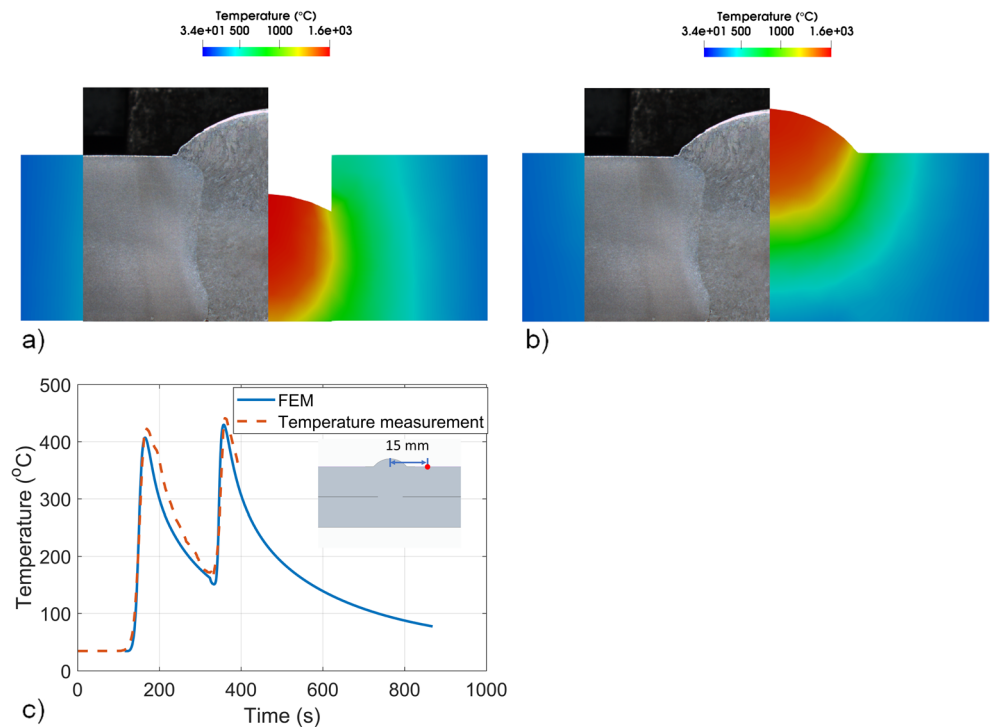 Temperature (°C)
3.4e+01 500 1000 1.6e+03
Temperature (°C)
3.4e+01 500 1000 1.6e+03
a)
b)
500
400
300
200
100
0
0 200 400 600 800 1000
Temperature (°C)
Time (s)
FEM
Temperature measurement
15 mm
c)